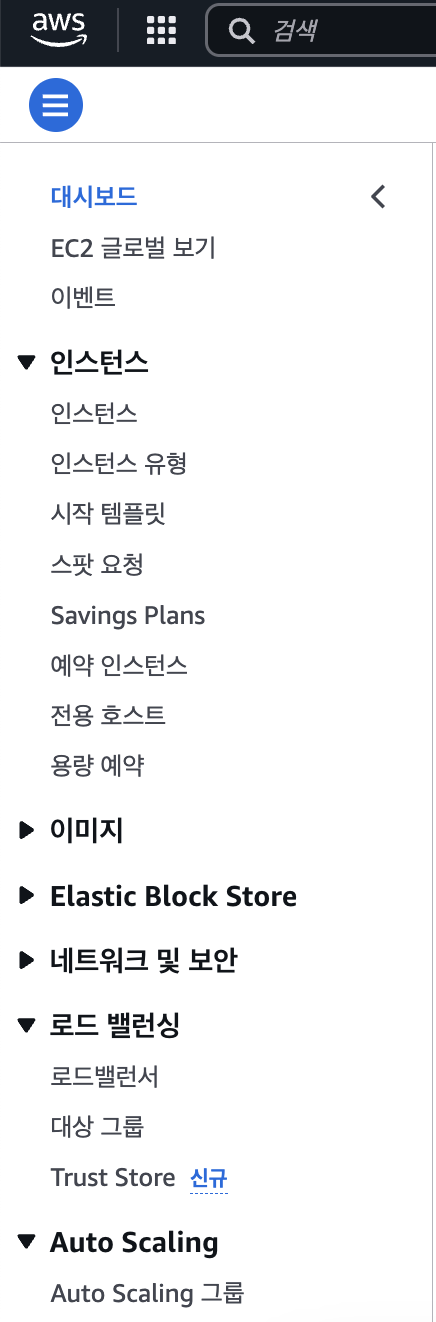 aws
검색
대시보드
EC2 글로벌 보기
이벤트
인스턴스
인스턴스
인스턴스 유형
시작 템플릿
스팟 요청
Savings Plans
예약 인스턴스
전용 호스트
용량 예약
이미지
Elastic Block Store
네트워크 및 보안
로드 밸런싱
로드밸런서
대상 그룹
Trust Store 신규
Auto Scaling
Auto Scaling 그룹